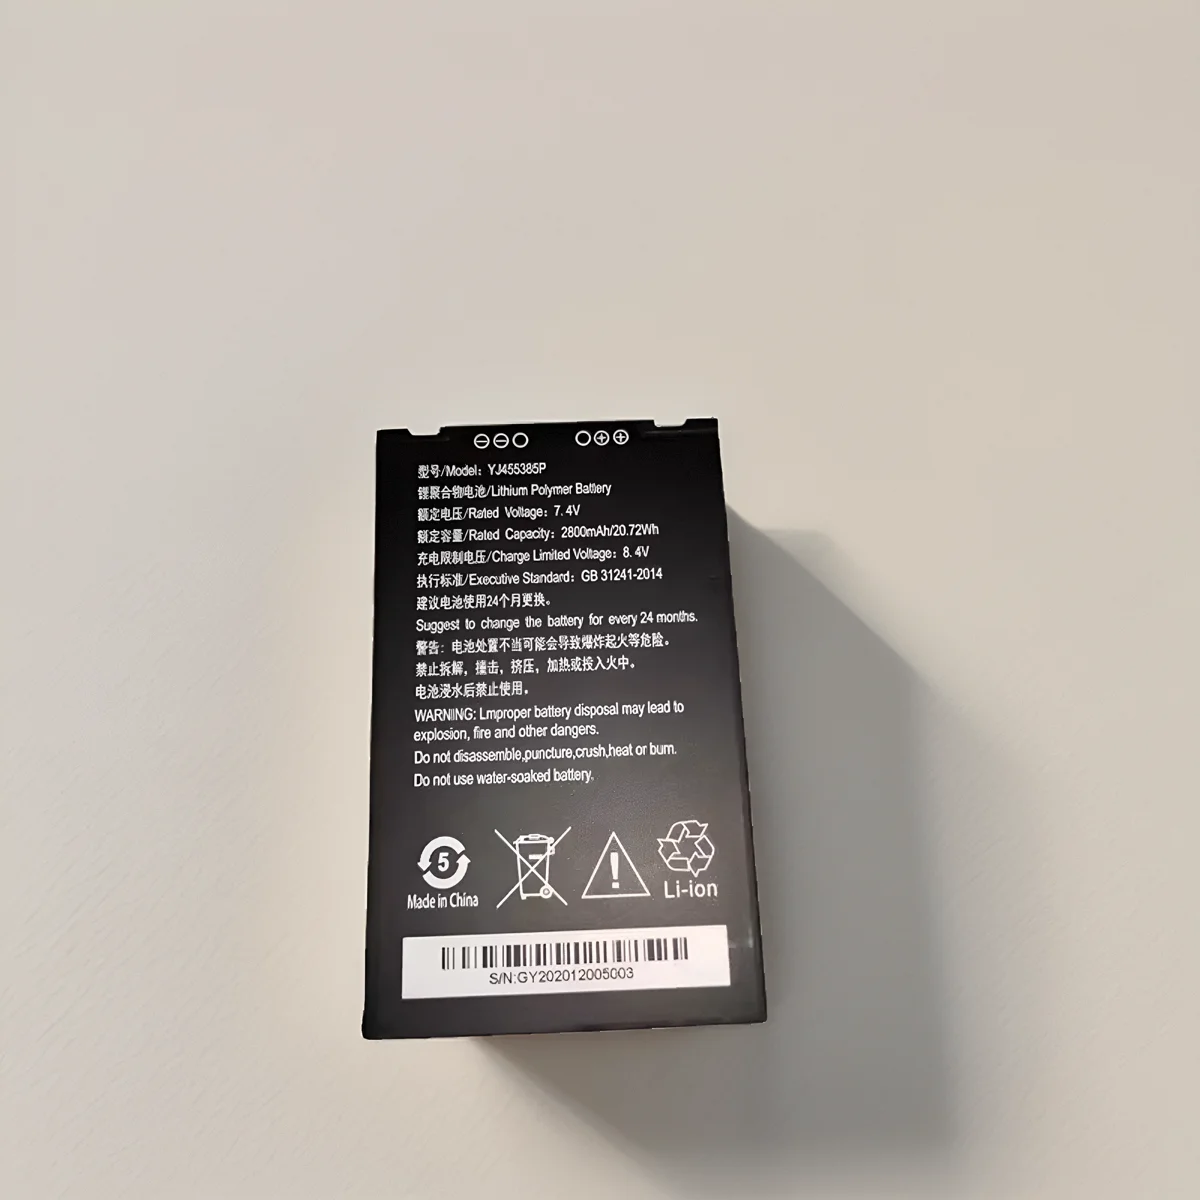 ⊖⊖○ ○⊕⊕
型号/Model: YJ455385P
锂聚合物电池/Lithium Polymer Battery
额定电压/Rated Voltage: 7.4V
额定容量/Rated Capacity: 2800mAh/20.72Wh
充电限制电压/Charge Limited Voltage: 8.4V
执行标准/Executive Standard: GB 31241-2014
建议电池使用24个月更换。
Suggest to change the battery for every 24 months.
警告: 电池处置不当可能会导致爆炸起火等危险。
禁止拆解, 撞击, 挤压, 加热或投入火中。
电池浸水后禁止使用。
WARNIING: Lmproper battery disposal may lead to
explosion, fire and other dangers.
Do not disassemble,puncture,crush,heat or burn.
Do not use water-soaked battery.
5
Made in China
!
Li-ion
S/N:GY202012005003